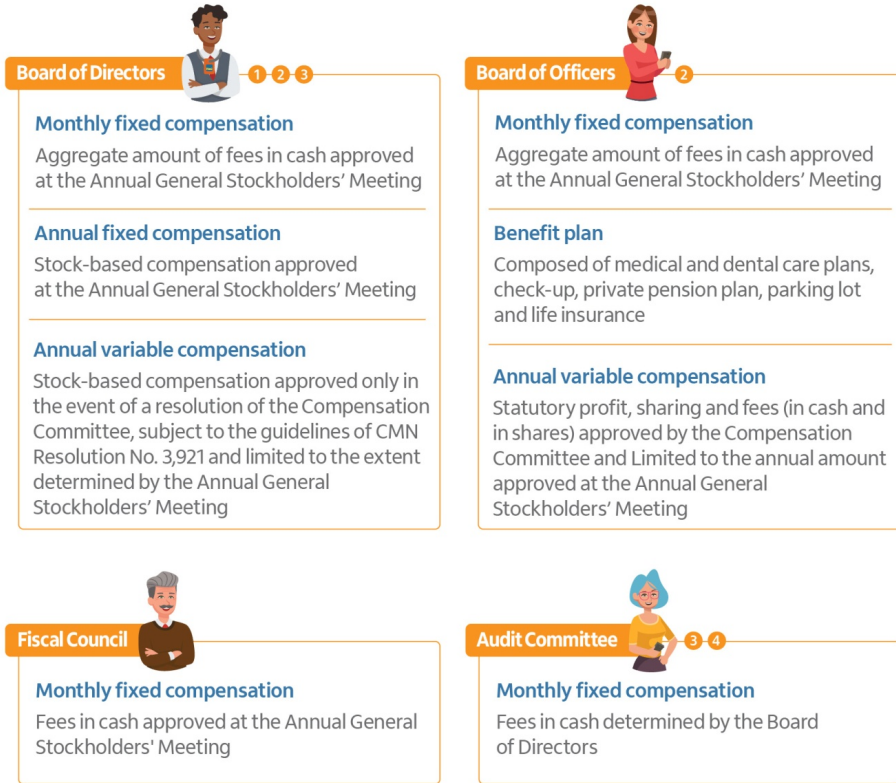 Board of Directors
1 2 3
Monthly fixed compensation
Aggregate amount of fees in cash approved
at the Annual General Stockholders’ Meeting
Annual fixed compensation
Stock-based compensation approved
at the Annual General Stockholders’ Meeting
Annual variable compensation
Stock-based compensation approved only in
the event of a resolution of the Compensation
Committee, subject to the guidelines of CMN
Resolution No. 3,921 and limited to the extent
determined by the Annual General
Stockholders’ Meeting
Board of Officers
2
Monthly fixed compensation
Aggregate amount of fees in cash approved
at the Annual General Stockholders’ Meeting
Benefit plan
Composed of medical and dental care plans,
check-up, private pension plan, parking lot
and life insurance
Annual variable compensation
Statutory profit, sharing and fees (in cash and
in shares) approved by the Compensation
Committee and Limited to the annual amount
approved at the Annual General
Stockholders’ Meeting
Fiscal Council
Monthly fixed compensation
Fees in cash approved at the Annual General
Stockholders' Meeting
Audit Committee
3 4
Monthly fixed compensation
Fees in cash determined by the Board
of Directors